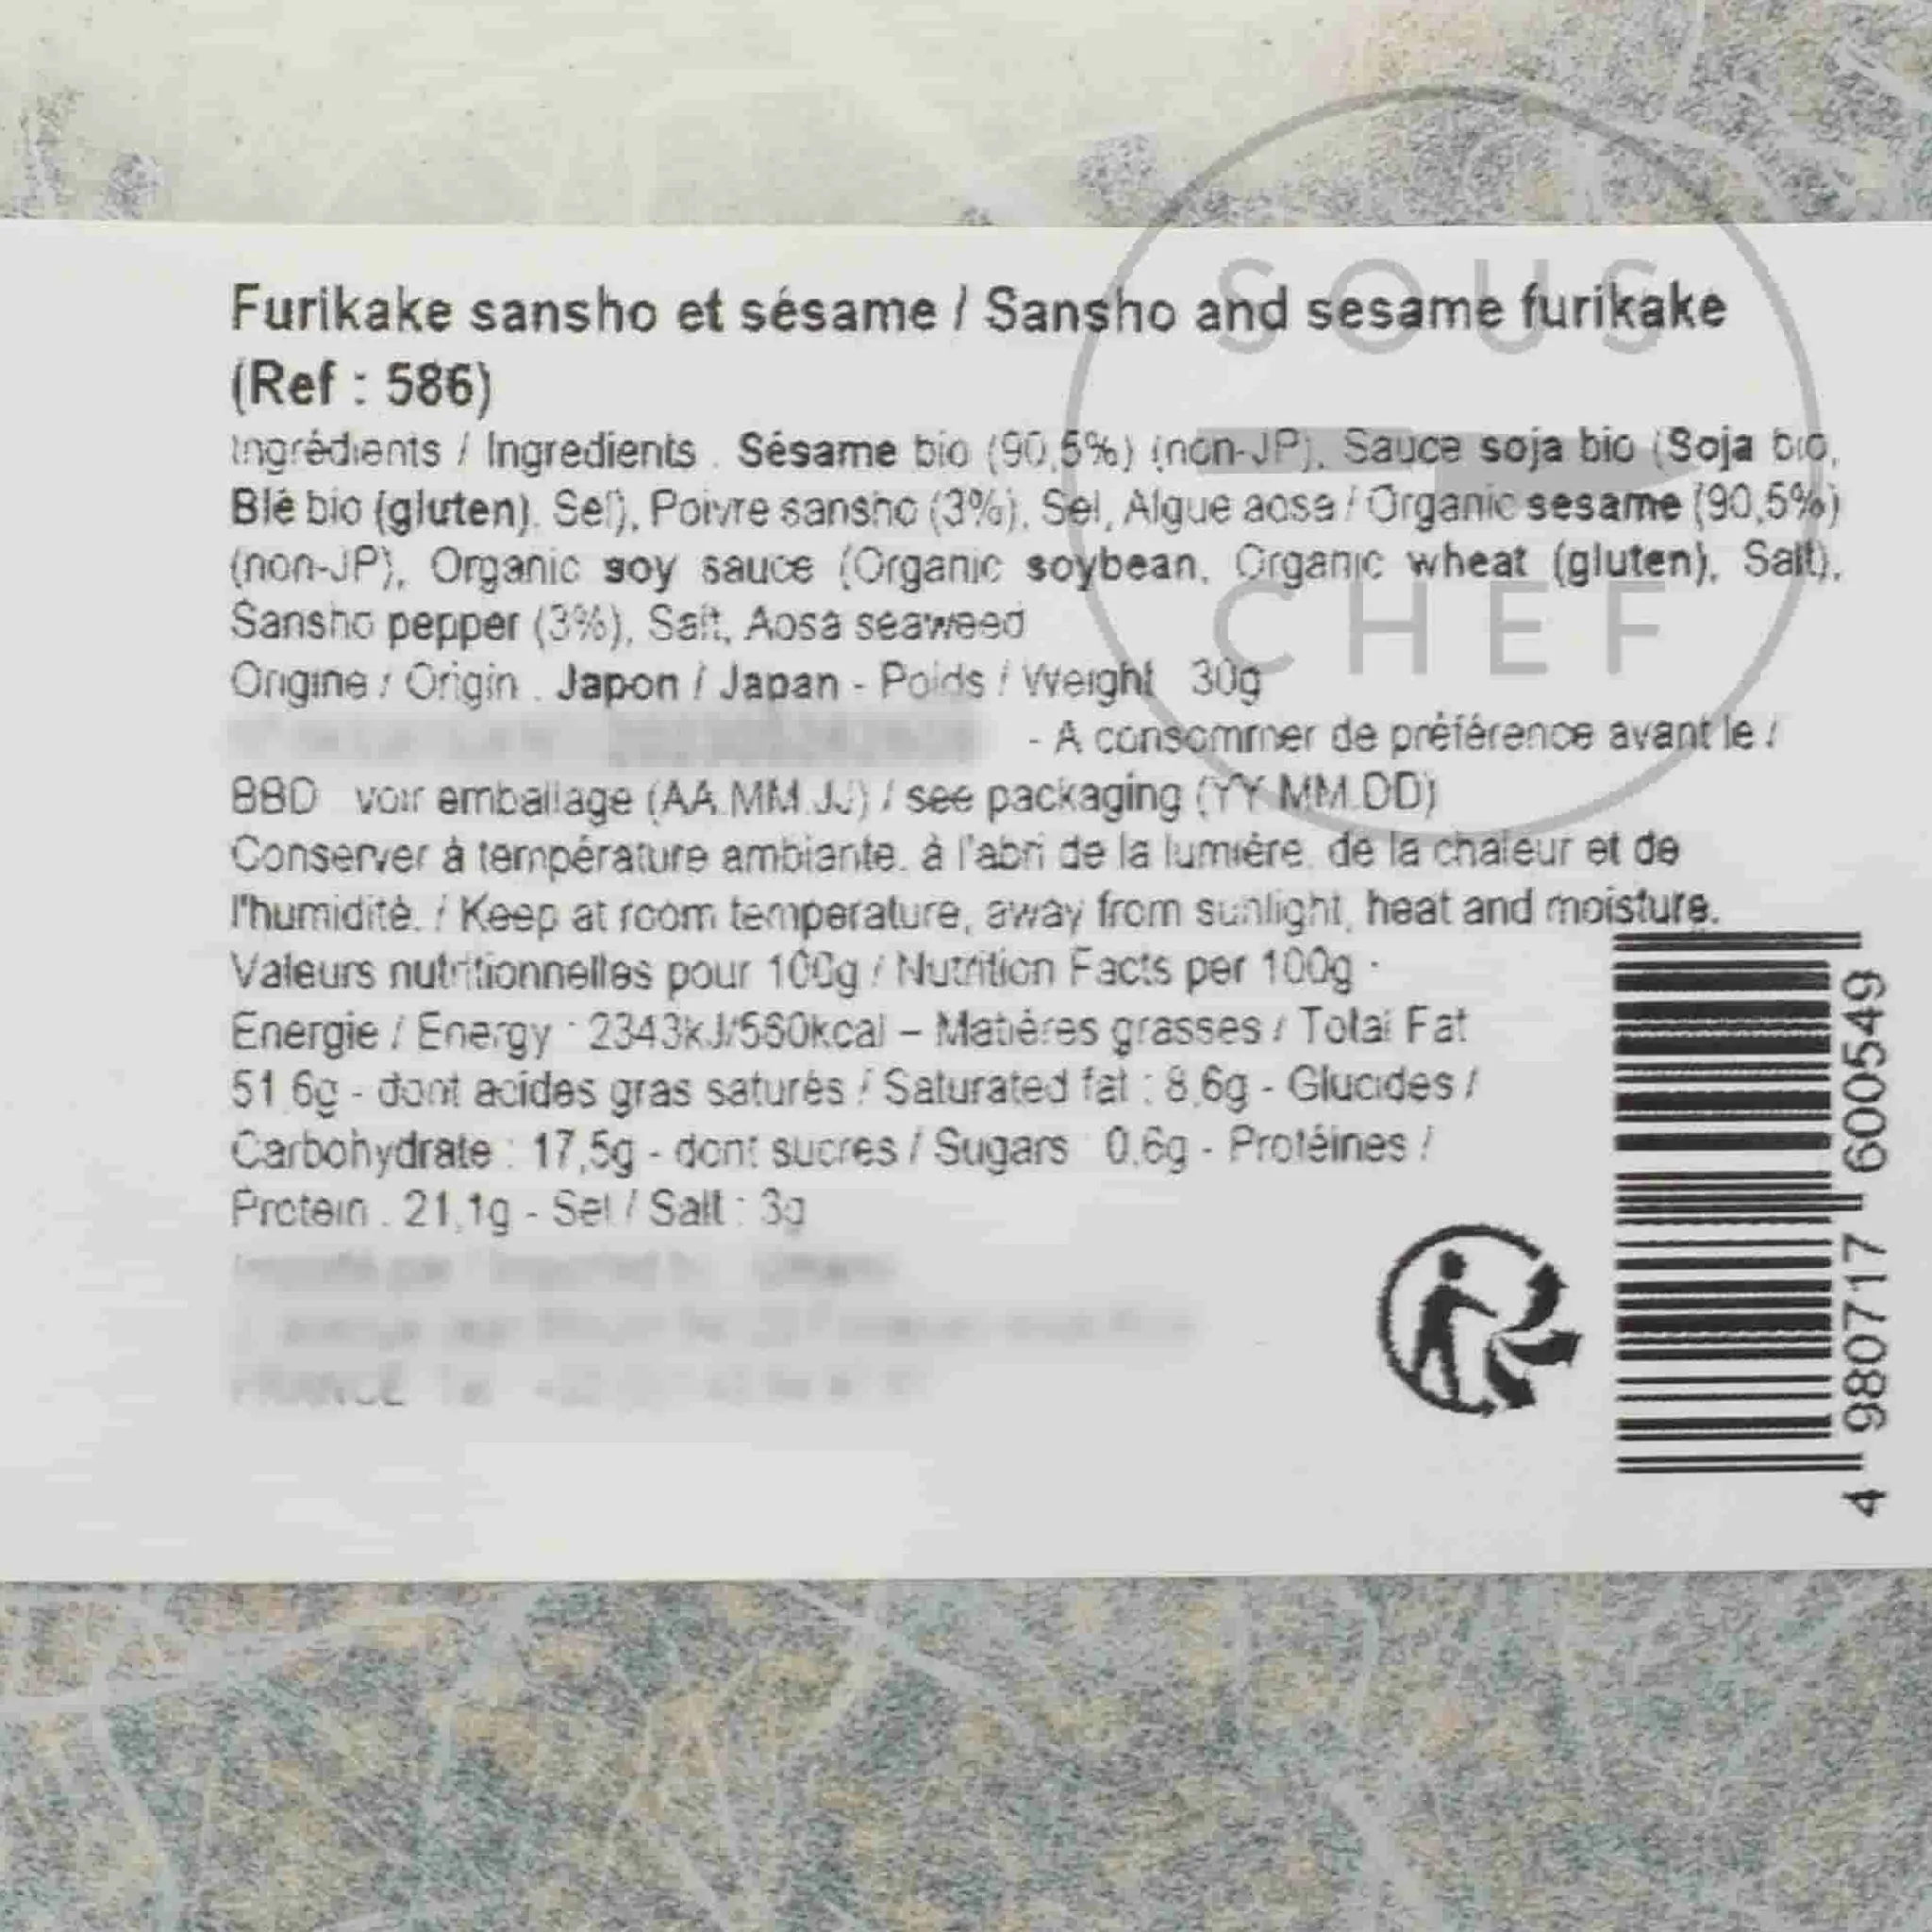 Furikake sansho et sésame / Sansho and sesame furikake
(Ref : 586)
Ingrédients / Ingredients : Sésame bio (90,5%) (non-JP), Sauce soja bio (Soja bio,
Blé bio (gluten), Sel), Poivre sansho (3%), Sel, Algue aosa / Organic sesame (90,5%)
(non-JP), Organic soy sauce (Organic soybean, Organic wheat (gluten), Salt),
Sansho pepper (3%), Salt, Aosa seaweed
Origine / Origin : Japon / Japan - Poids / Weight : 30g
- A consommer de préférence avant le /
BBD : voir emballage (AA.MM.JJ) / see packaging (YY.MM.DD)
Conserver à température ambiante, à l'abri de la lumière, de la chaleur et de
l'humidité. / Keep at room temperature, away from sunlight, heat and moisture.
Valeurs nutritionnelles pour 100g / Nutrition Facts per 100g :
Energie / Energy : 2343kJ/560kcal – Matières grasses / Total Fat
51,6g - dont acides gras saturés / Saturated fat : 8,6g - Glucides /
Carbohydrate : 17,5g - dont sucres / Sugars : 0,6g - Protéines /
Protein : 21,1g - Sel / Salt : 3g
4 980717 600549
SOUS
CHEF